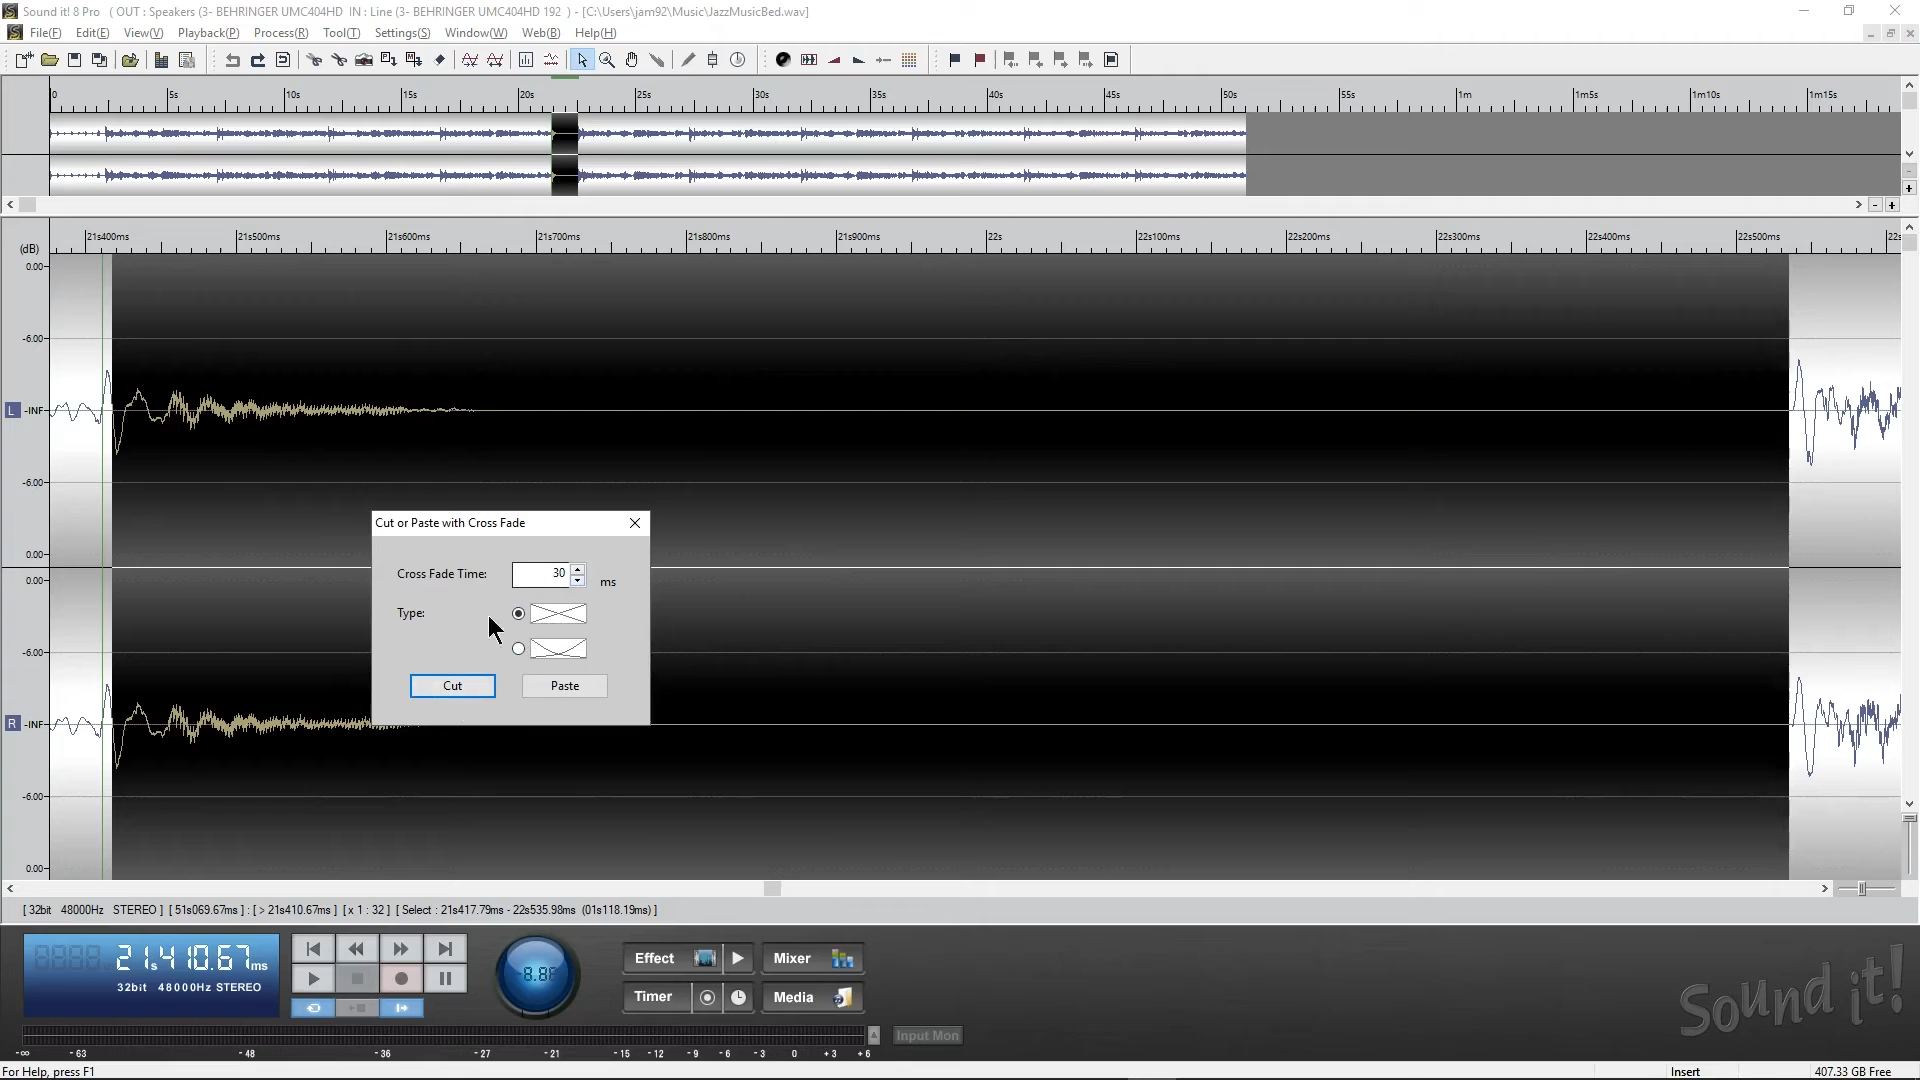 Sound it! 8 Pro ( OUT : Speakers (3- BEHRINGER UMC404HD IN : Line (3- BEHRINGER UMC404HD 192 ) - [C:\Users\jam92\Music\JazzMusicBed.wav]
File(F) Edit(E) View(V) Playback(P) Process(R) Tool(T) Settings(S) Window(W) Web(B) Help(H)
0 5s 10s 15s 20s 25s 30s 35s 40s 45s 50s 55s 1m 1m5s 1m10s 1m15s
(dB) 21s400ms 21s500ms 21s600ms 21s700ms 21s800ms 21s900ms 22s 22s100ms 22s200ms 22s300ms 22s400ms 22s500ms 22s
0.00
-6.00
L -INF
-6.00
Cut or Paste with Cross Fade
0.00
Cross Fade Time: 30 ms
0.00
Type:
-6.00
Cut Paste
R -INF
-6.00
0.00
[ 32bit 48000Hz STEREO ] [ 51s069.67ms ] : [ > 21s410.67ms ] [ x 1 : 32 ] [ Select : 21s417.79ms - 22s535.98ms (01s118.19ms) ]
21s410.67ms
32bit 48000Hz STEREO
-8.88
Effect Mixer
Timer Media
Sound it!
Input Mon
-∞ -63 -48 -36 -27 -21 -15 -12 -9 -6 -3 0 +3 +6
For Help, press F1 Insert 407.33 GB Free